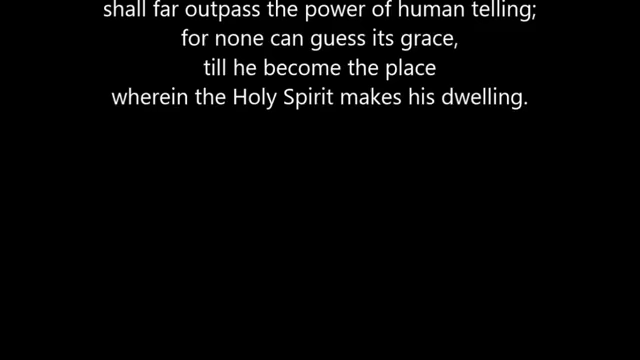 shall far outpass the power of human telling;
for none can guess its grace,
till he become the place
wherein the Holy Spirit makes his dwelling.